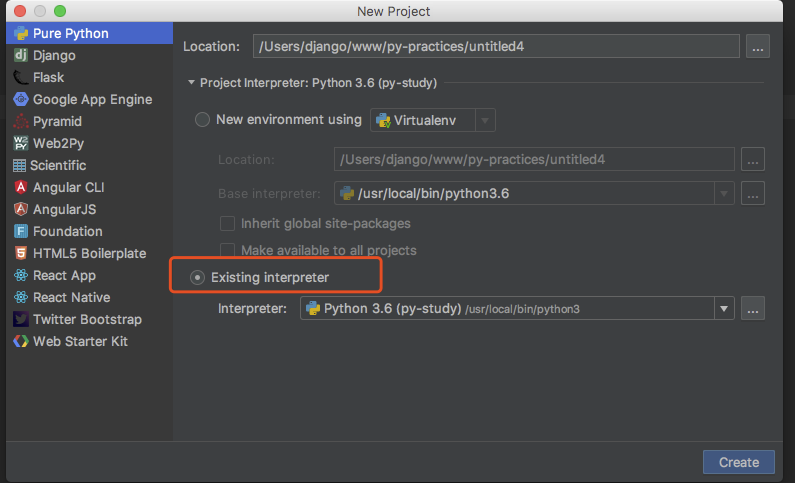 New Project
Pure Python
Django
Flask
Google App Engine
Pyramid
Web2Py
Scientific
Angular CLI
AngularJS
Foundation
HTML5 Boilerplate
React App
React Native
Twitter Bootstrap
Web Starter Kit
Location: /Users/django/www/py-practices/untitled4 ...
Project Interpreter: Python 3.6 (py-study)
New environment using Virtualenv
Location: /Users/django/www/py-practices/untitled4 ...
Base interpreter: /usr/local/bin/python3.6 ...
Inherit global site-packages
Make available to all projects
Existing interpreter
Interpreter: Python 3.6 (py-study) /usr/local/bin/python3 ...
Create